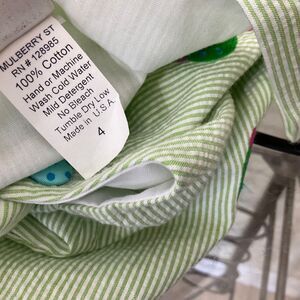 MULBERRY ST
RN # 128985
100% Cotton
Hand or Machine
Wash Cold Water
Mild Detergent
No Bleach
Tumble Dry Low
Made in U.S.A.
4